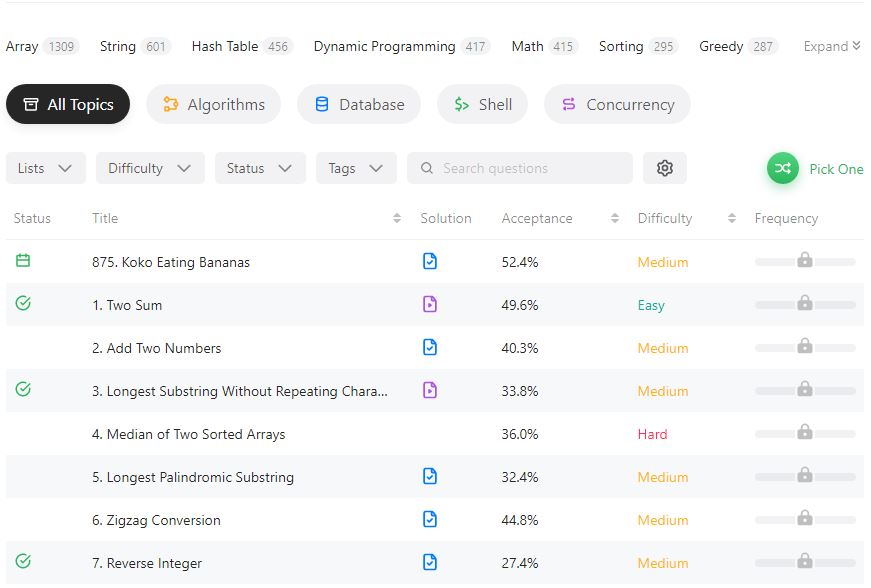 Array 1309 String 601 Hash Table 456 Dynamic Programming 417 Math 415 Sorting 295 Greedy 287 Expand
All Topics Algorithms Database $> Shell Concurrency
Lists Difficulty Status Tags Search questions Pick One
Status Title Solution Acceptance Difficulty Frequency
875. Koko Eating Bananas 52.4% Medium
1. Two Sum 49.6% Easy
2. Add Two Numbers 40.3% Medium
3. Longest Substring Without Repeating Chara... 33.8% Medium
4. Median of Two Sorted Arrays 36.0% Hard
5. Longest Palindromic Substring 32.4% Medium
6. Zigzag Conversion 44.8% Medium
7. Reverse Integer 27.4% Medium